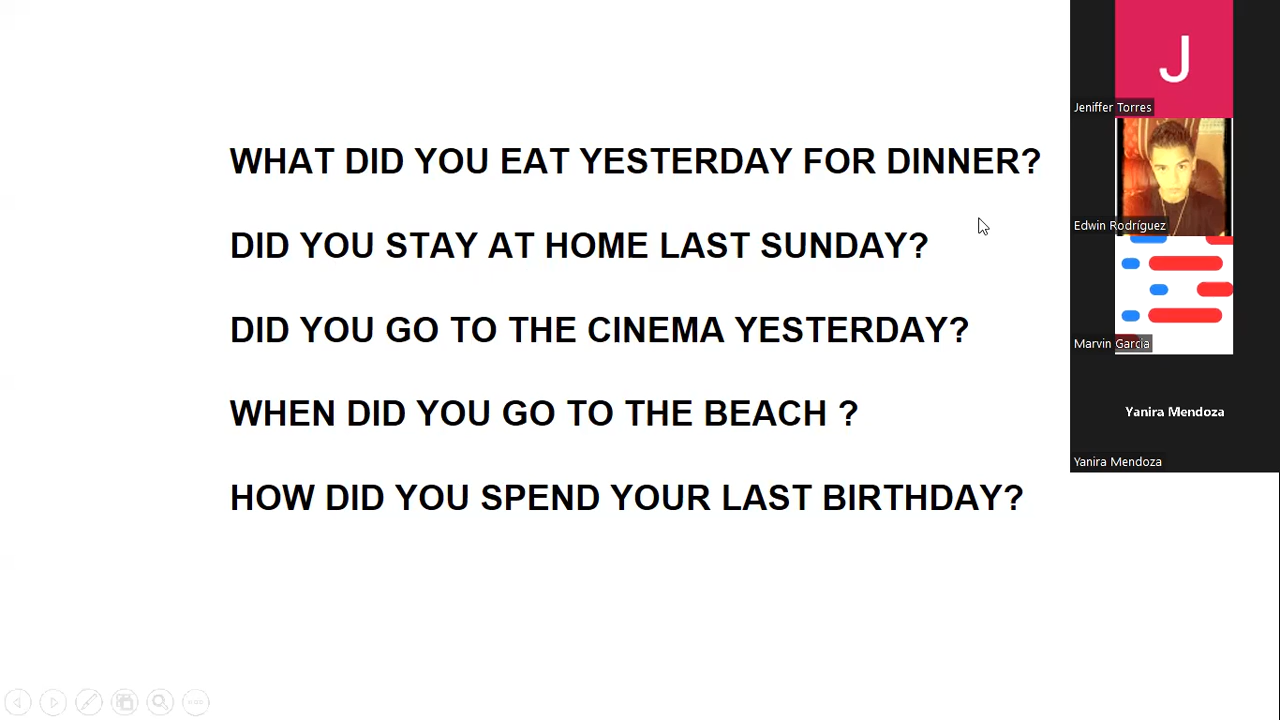 WHAT DID YOU EAT YESTERDAY FOR DINNER?
DID YOU STAY AT HOME LAST SUNDAY?
DID YOU GO TO THE CINEMA YESTERDAY?
WHEN DID YOU GO TO THE BEACH ?
HOW DID YOU SPEND YOUR LAST BIRTHDAY?
J
Jeniffer Torres
Edwin Rodríguez
Marvin Garcia
Yanira Mendoza
Yanira Mendoza